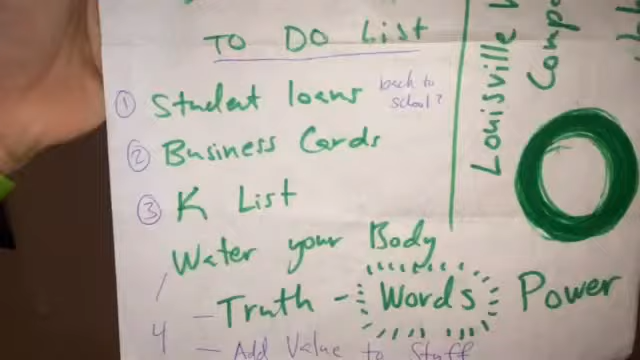 TO DO LIST
① Student loans back to school?
② Business Cards
③ K List
Water your Body
- Truth - Words Power
4 - Add Value to Stuff
Louisville